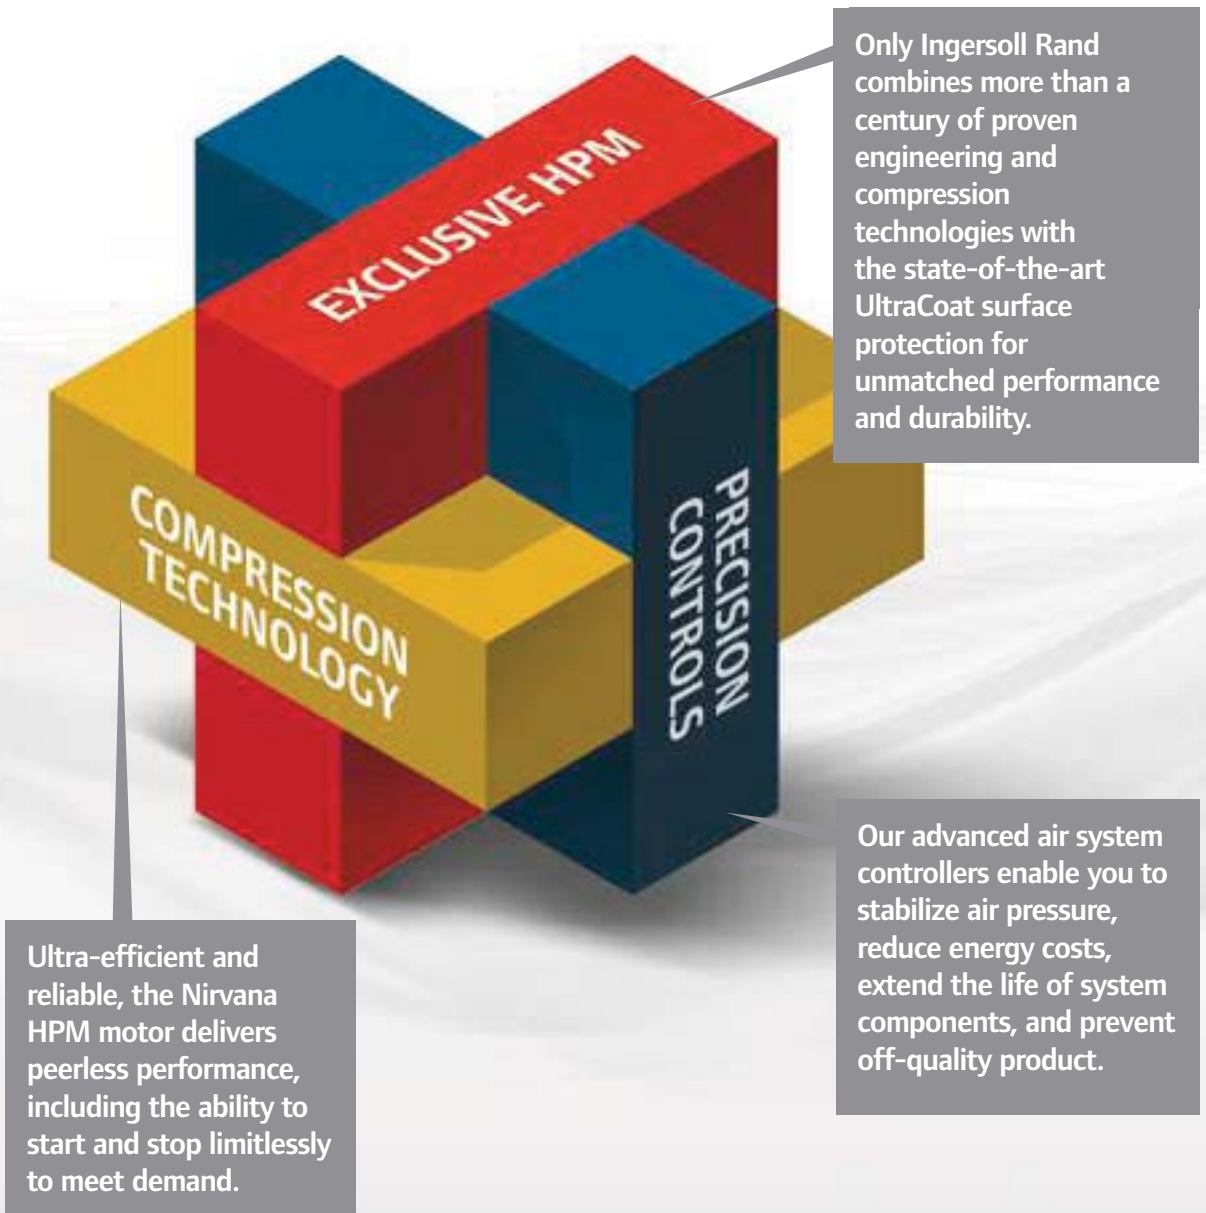 Only Ingersoll Rand
combines more than a
century of proven
engineering and
compression
technologies with
the state-of-the-art
UltraCoat surface
protection for
unmatched performance
and durability.
EXCLUSIVE HPM
COMPRESSION
TECHNOLOGY
PRECISION
CONTROLS
Our advanced air system
controllers enable you to
stabilize air pressure,
reduce energy costs,
extend the life of system
components, and prevent
off-quality product.
Ultra-efficient and
reliable, the Nirvana
HPM motor delivers
peerless performance,
including the ability to
start and stop limitlessly
to meet demand.